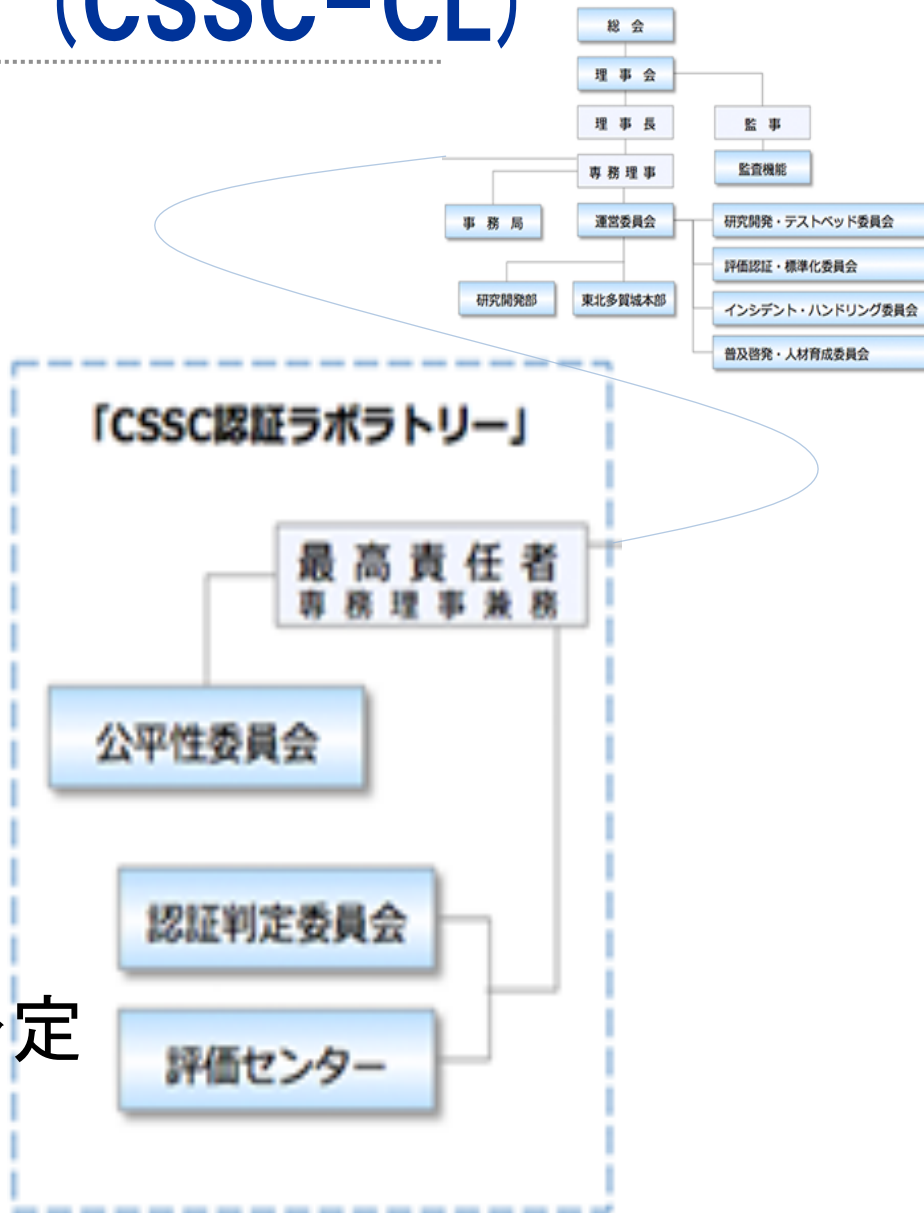 (CSSC-CL)
総 会
理 事 会
理 事 長
監 事
専 務 理 事
監査機能
事 務 局
運営委員会
研究開発・テストベッド委員会
評価認証・標準化委員会
研究開発部
東北多賀城本部
インシデント・ハンドリング委員会
普及啓発・人材育成委員会
「CSSC認証ラボラトリー」
最 高 責 任 者
専 務 理 事 兼 務
公平性委員会
認証判定委員会
定
評価センター